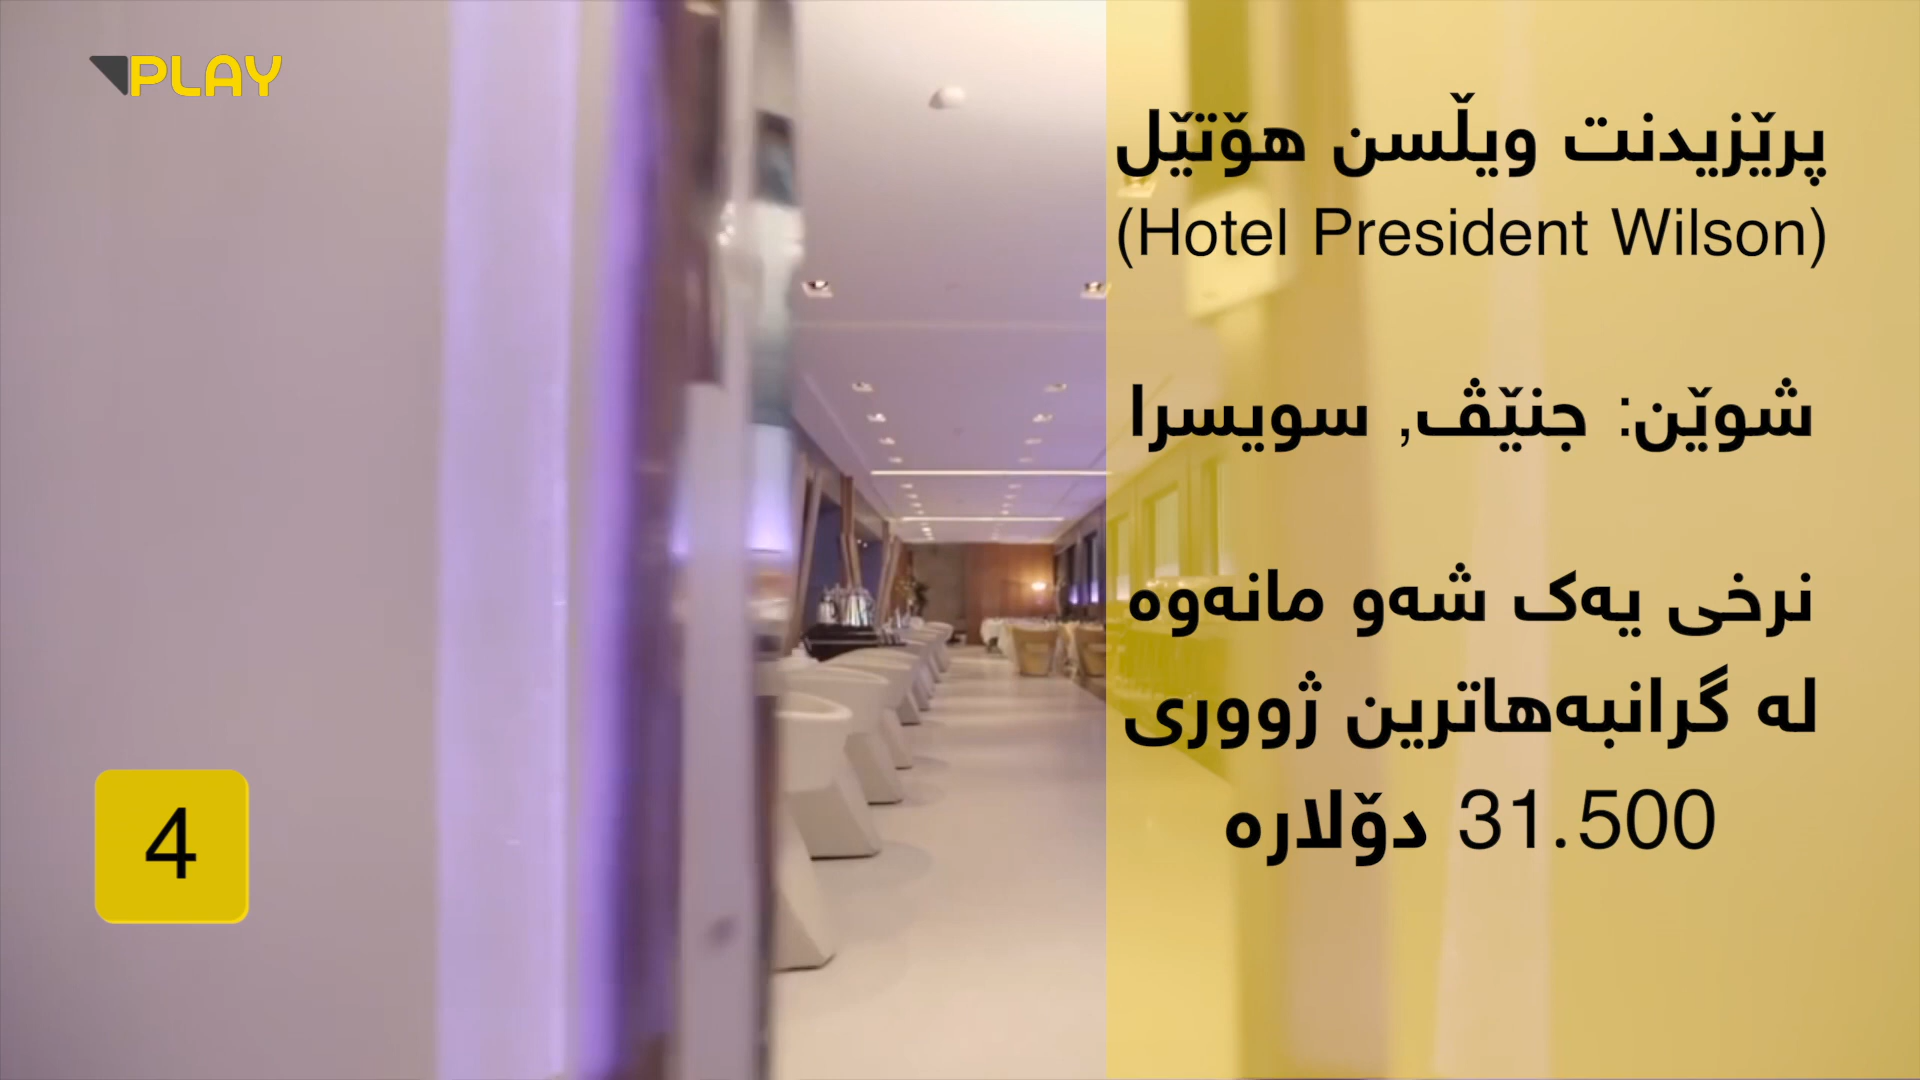 PLAY
پرێزیدنت ویڵسن هۆتێل
(Hotel President Wilson)
شوێن: جنێڤ, سویسرا
نرخی یەک شەو مانەوە
لە گرانبەهاترین ژووری
31.500 دۆلارە
4